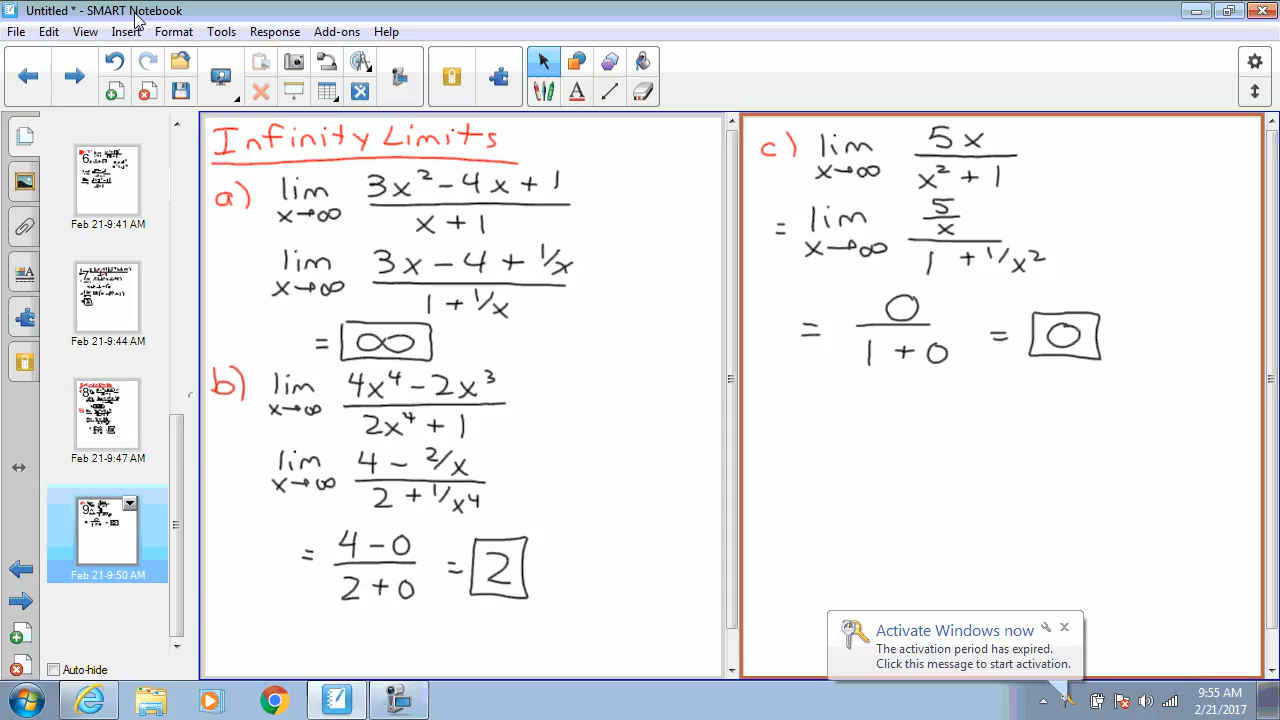 Untitled * - SMART Notebook
File Edit View Insert Format Tools Response Add-ons Help
6.
Feb 21-9:41 AM
7.
Feb 21-9:44 AM
8
Feb 21-9:47 AM
9
Feb 21-9:50 AM
Auto-hide
Infinity Limits
a) lim x→∞ (3x² - 4x + 1)/(x + 1)
lim x→∞ (3x - 4 + 1/x)/(1 + 1/x)
= ∞
b) lim x→∞ (4x⁴ - 2x³)/(2x⁴ + 1)
lim x→∞ (4 - 2/x)/(2 + 1/x⁴)
= (4 - 0)/(2 + 0) = 2
c) lim x→∞ 5x/(x² + 1)
= lim x→∞ (5/x)/(1 + 1/x²)
= 0/(1 + 0) = 0
Activate Windows now
The activation period has expired.
Click this message to start activation.
9:55 AM
2/21/2017